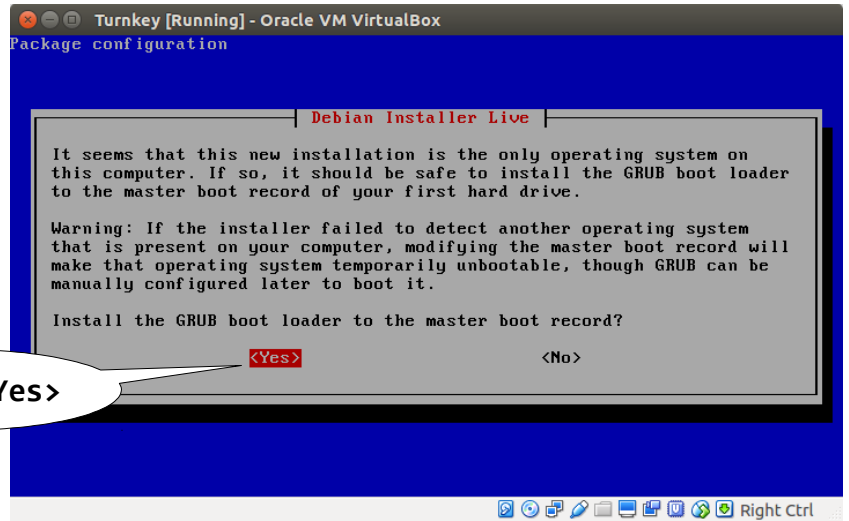 Turnkey [Running] - Oracle VM VirtualBox
Package configuration
Debian Installer Live
It seems that this new installation is the only operating system on
this computer. If so, it should be safe to install the GRUB boot loader
to the master boot record of your first hard drive.
Warning: If the installer failed to detect another operating system
that is present on your computer, modifying the master boot record will
make that operating system temporarily unbootable, though GRUB can be
manually configured later to boot it.
Install the GRUB boot loader to the master boot record?
<Yes> <No>
Yes>
Right Ctrl